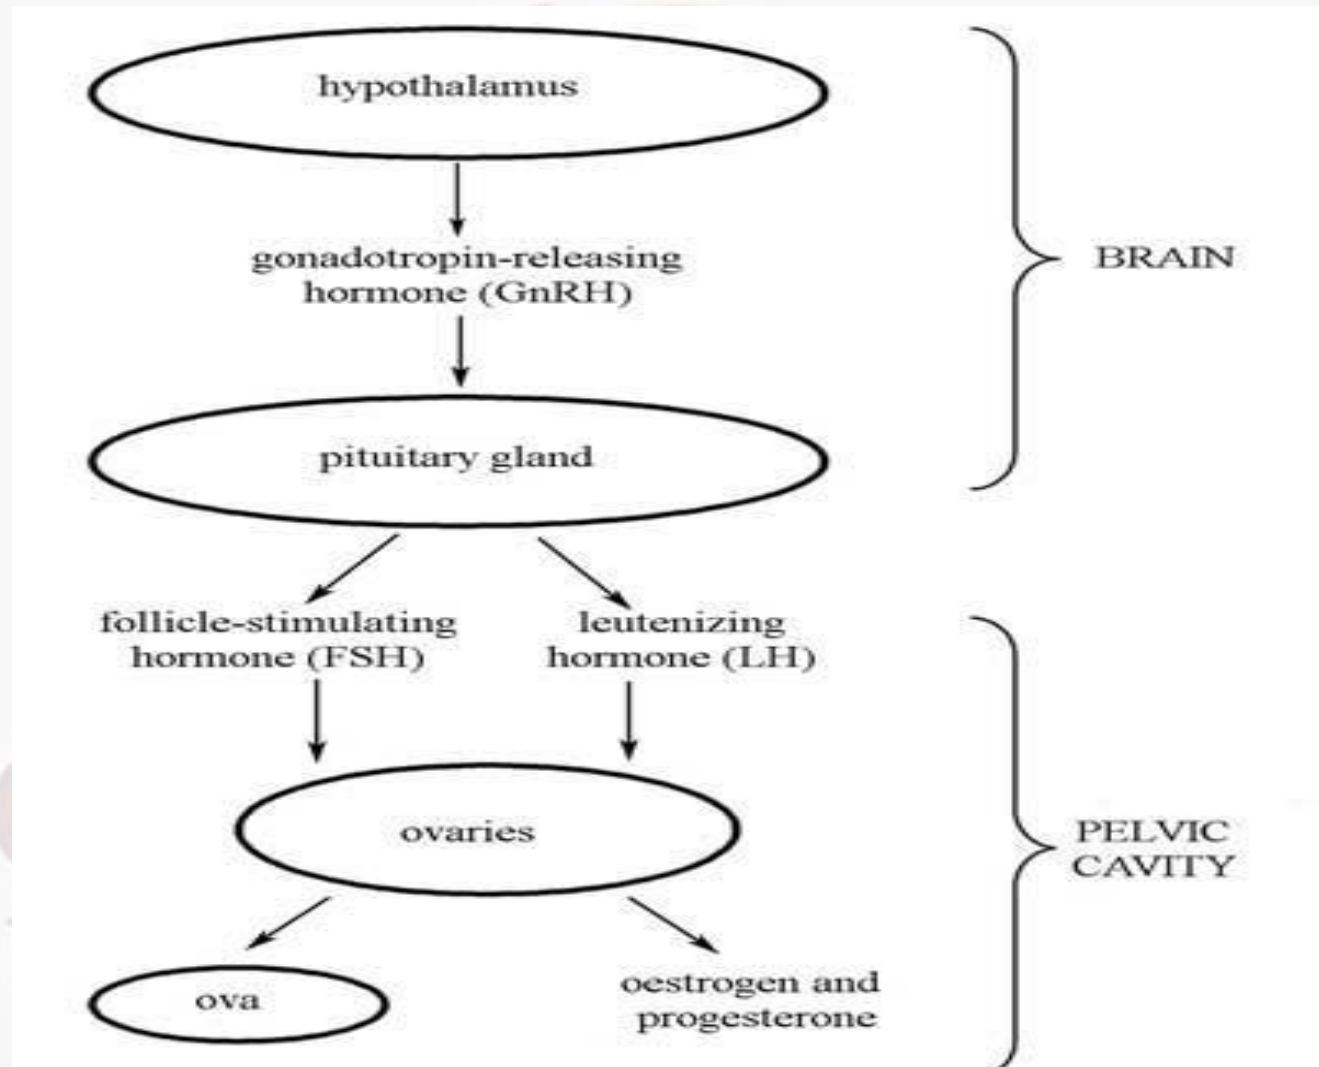 hypothalamus
gonadotropin-releasing
hormone (GnRH)
BRAIN
pituitary gland
follicle-stimulating
hormone (FSH)
leutenizing
hormone (LH)
ovaries
PELVIC
CAVITY
ova
oestrogen and
progesterone